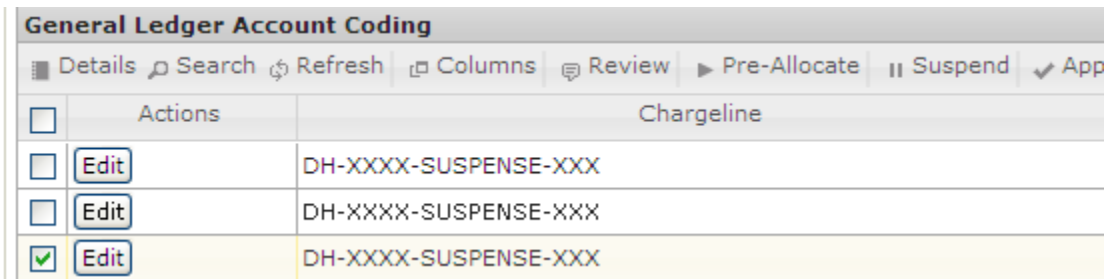 General Ledger Account Coding
Details Search Refresh Columns Review Pre-Allocate Suspend App
Actions Chargeline
Edit DH-XXXX-SUSPENSE-XXX
Edit DH-XXXX-SUSPENSE-XXX
Edit DH-XXXX-SUSPENSE-XXX